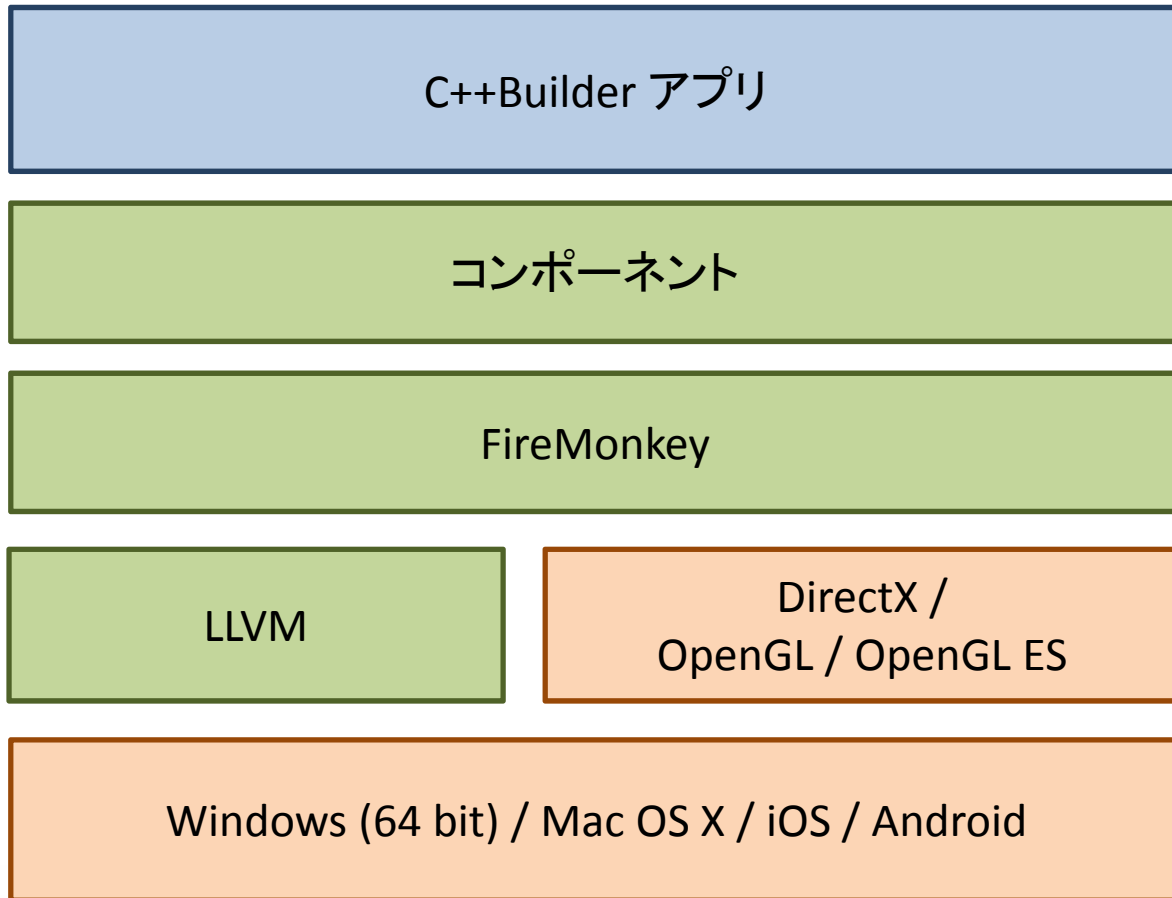 C++Builder アプリ
コンポーネント
FireMonkey
LLVM
DirectX /
OpenGL / OpenGL ES
Windows (64 bit) / Mac OS X / iOS / Android